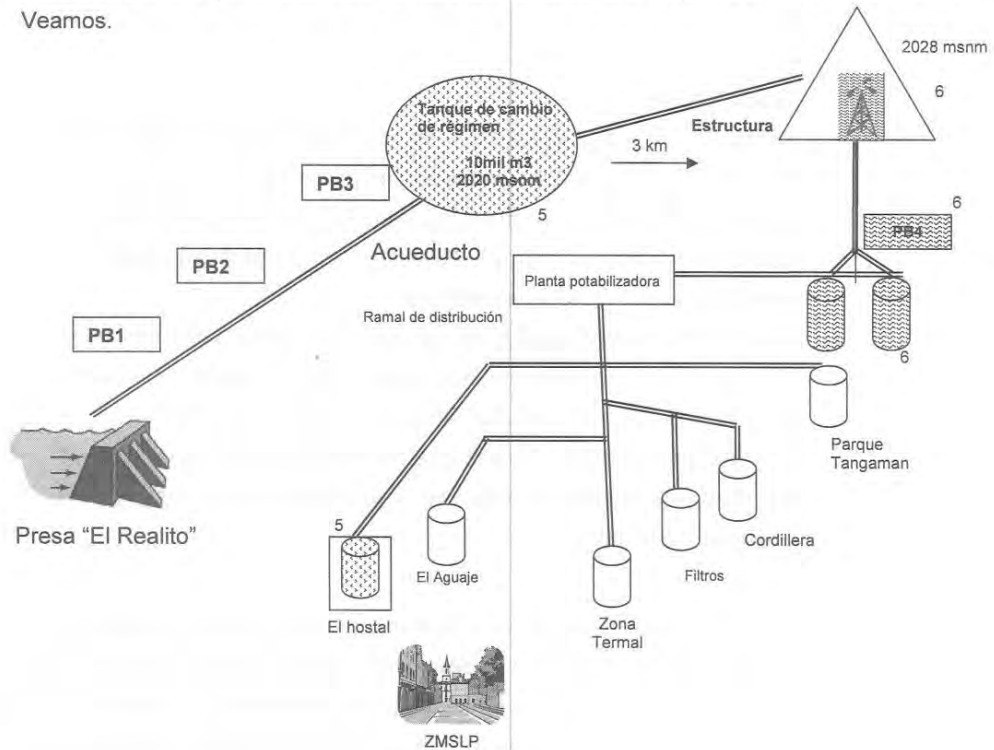 Veamos.
2028 msnm
6
Tanque de cambio
de régimen
10mil m3
2020 msnm
5
Estructura
3 km
PB3
6
PB4
PB2
Acueducto
Planta potabilizadora
Ramal de distribución
PB1
6
Parque
Tangaman
Presa "El Realito"
5
El hostal
El Aguaje
Cordillera
Filtros
Zona
Termal
ZMSLP